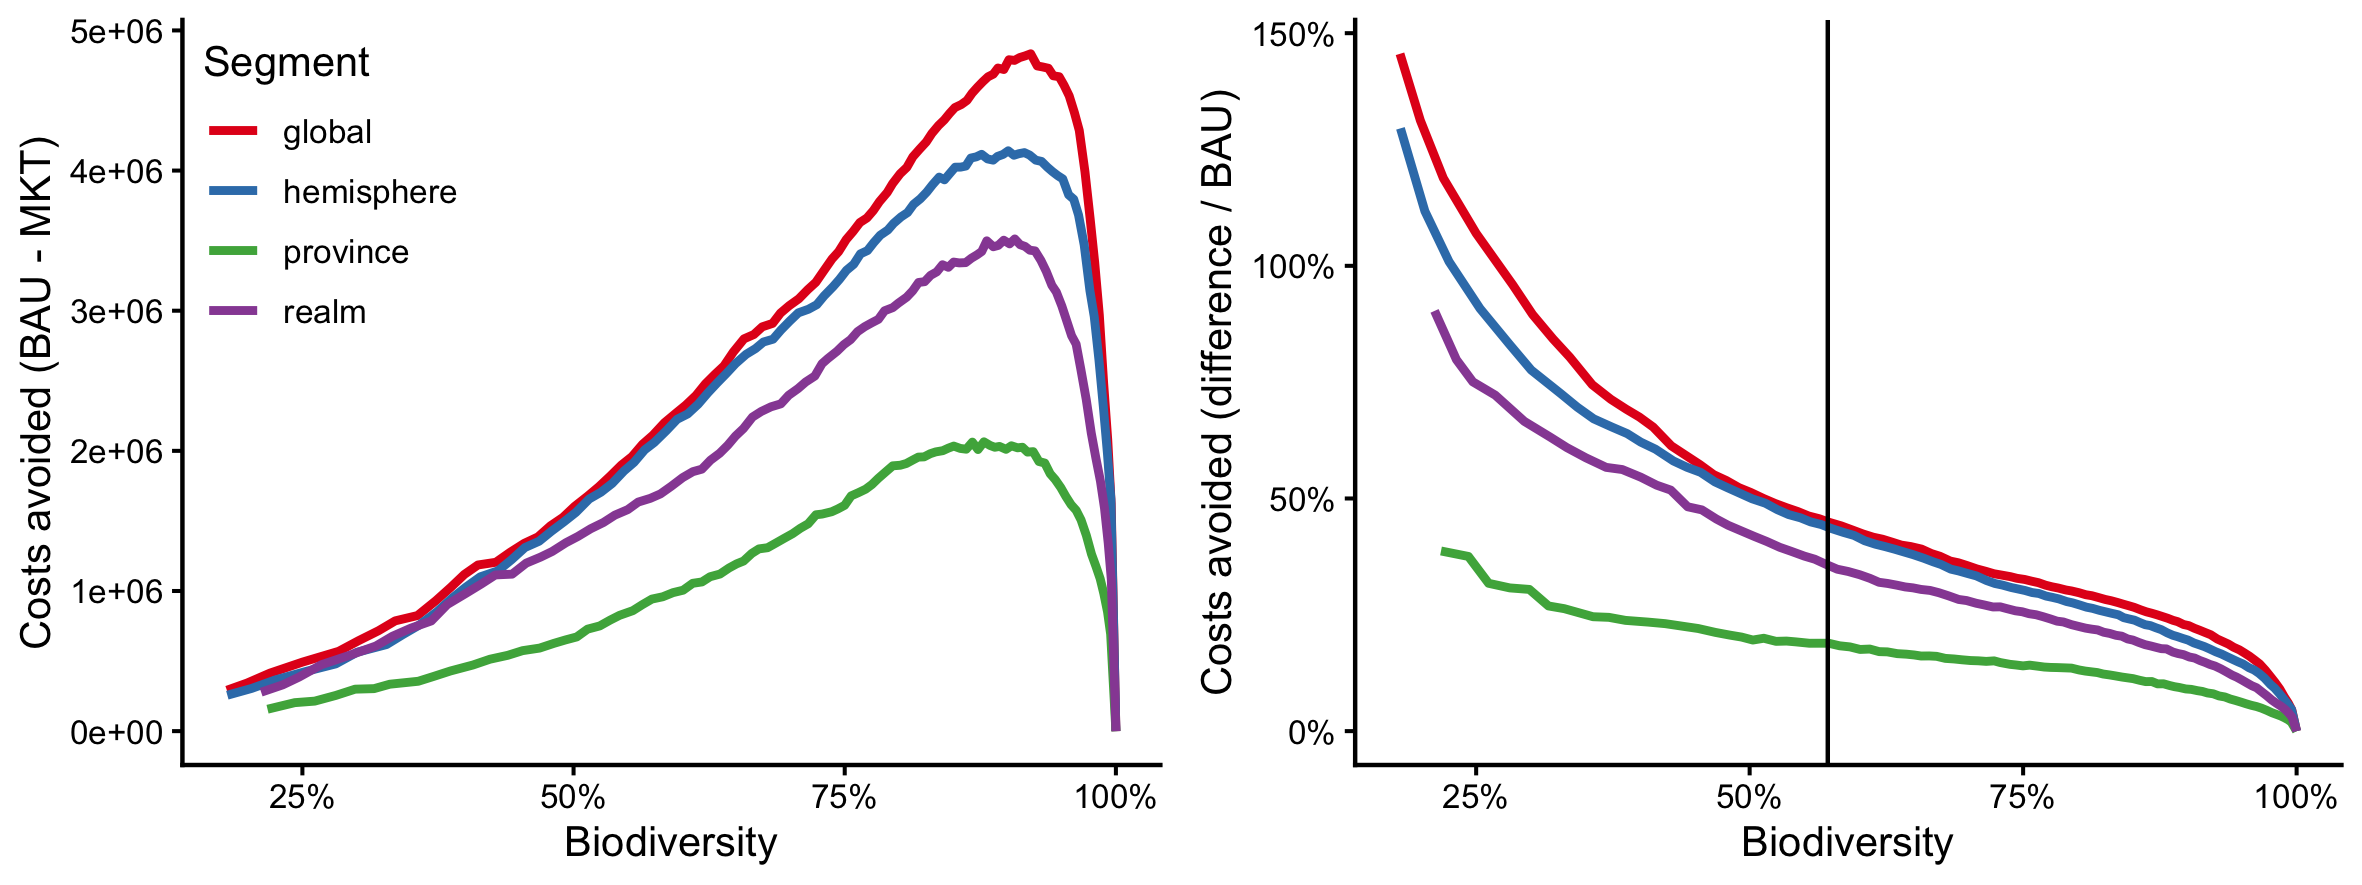 Costs avoided (BAU - MKT)
5e+06
4e+06
3e+06
2e+06
1e+06
0e+00
Segment
global
hemisphere
province
realm
25%
50%
75%
100%
Biodiversity
Costs avoided (difference / BAU)
150%
100%
50%
0%
25%
50%
75%
100%
Biodiversity